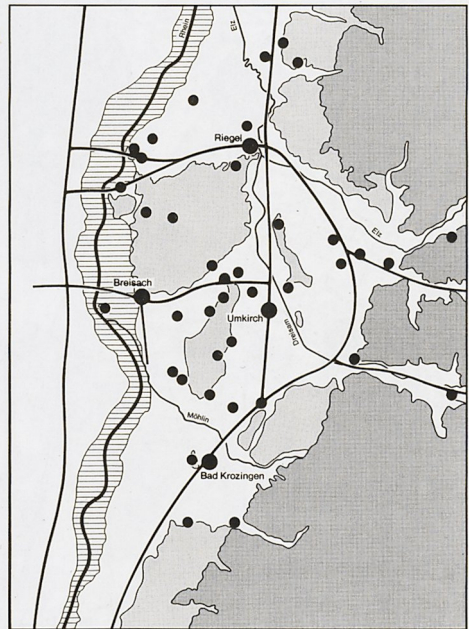 Rhein
Elz
Riegel
Elz
Breisach
Umkirch
Dreisam
Möhlin
Bad Krozingen